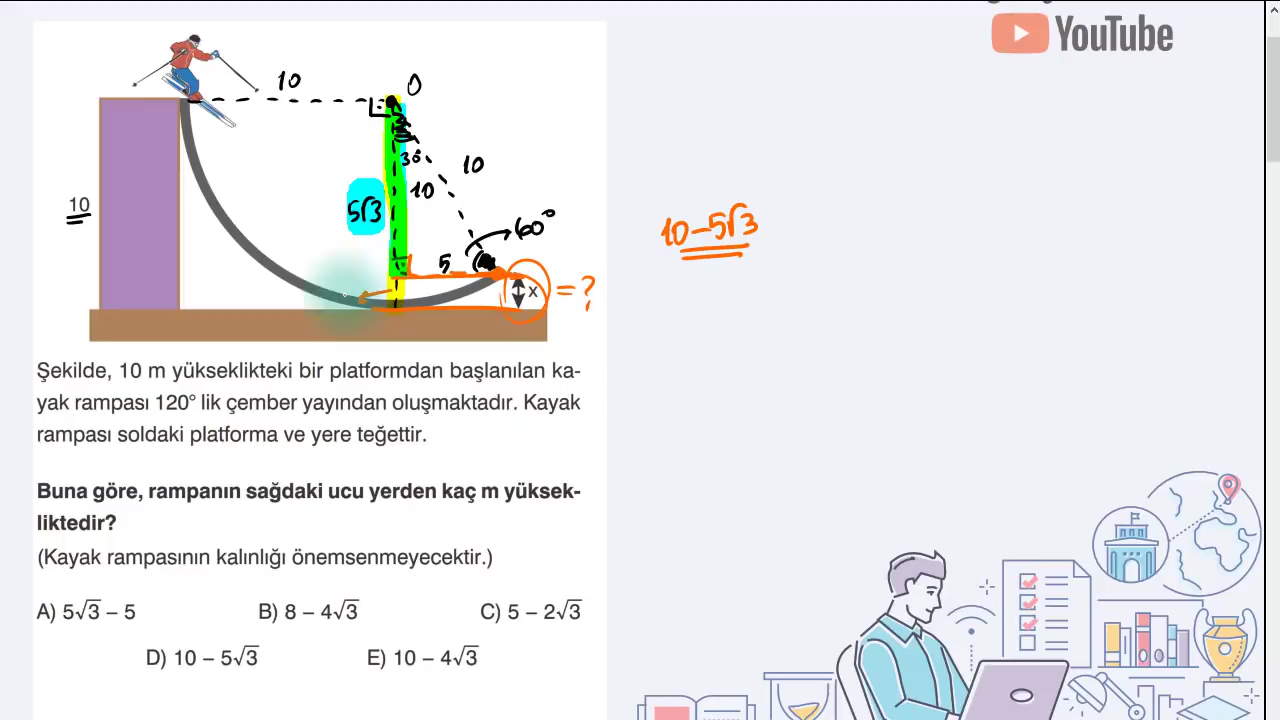 YouTube
10
O
30°
10
10
10
5√3
60°
5
x
= ?
10 – 5√3
Şekilde, 10 m yükseklikteki bir platformdan başlanılan ka-
yak rampası 120° lik çember yayından oluşmaktadır. Kayak
rampası soldaki platforma ve yere teğettir.
Buna göre, rampanın sağdaki ucu yerden kaç m yüksek-
liktedir?
(Kayak rampasının kalınlığı önemsenmeyecektir.)
A) 5√3 – 5 B) 8 – 4√3 C) 5 – 2√3
D) 10 – 5√3 E) 10 – 4√3